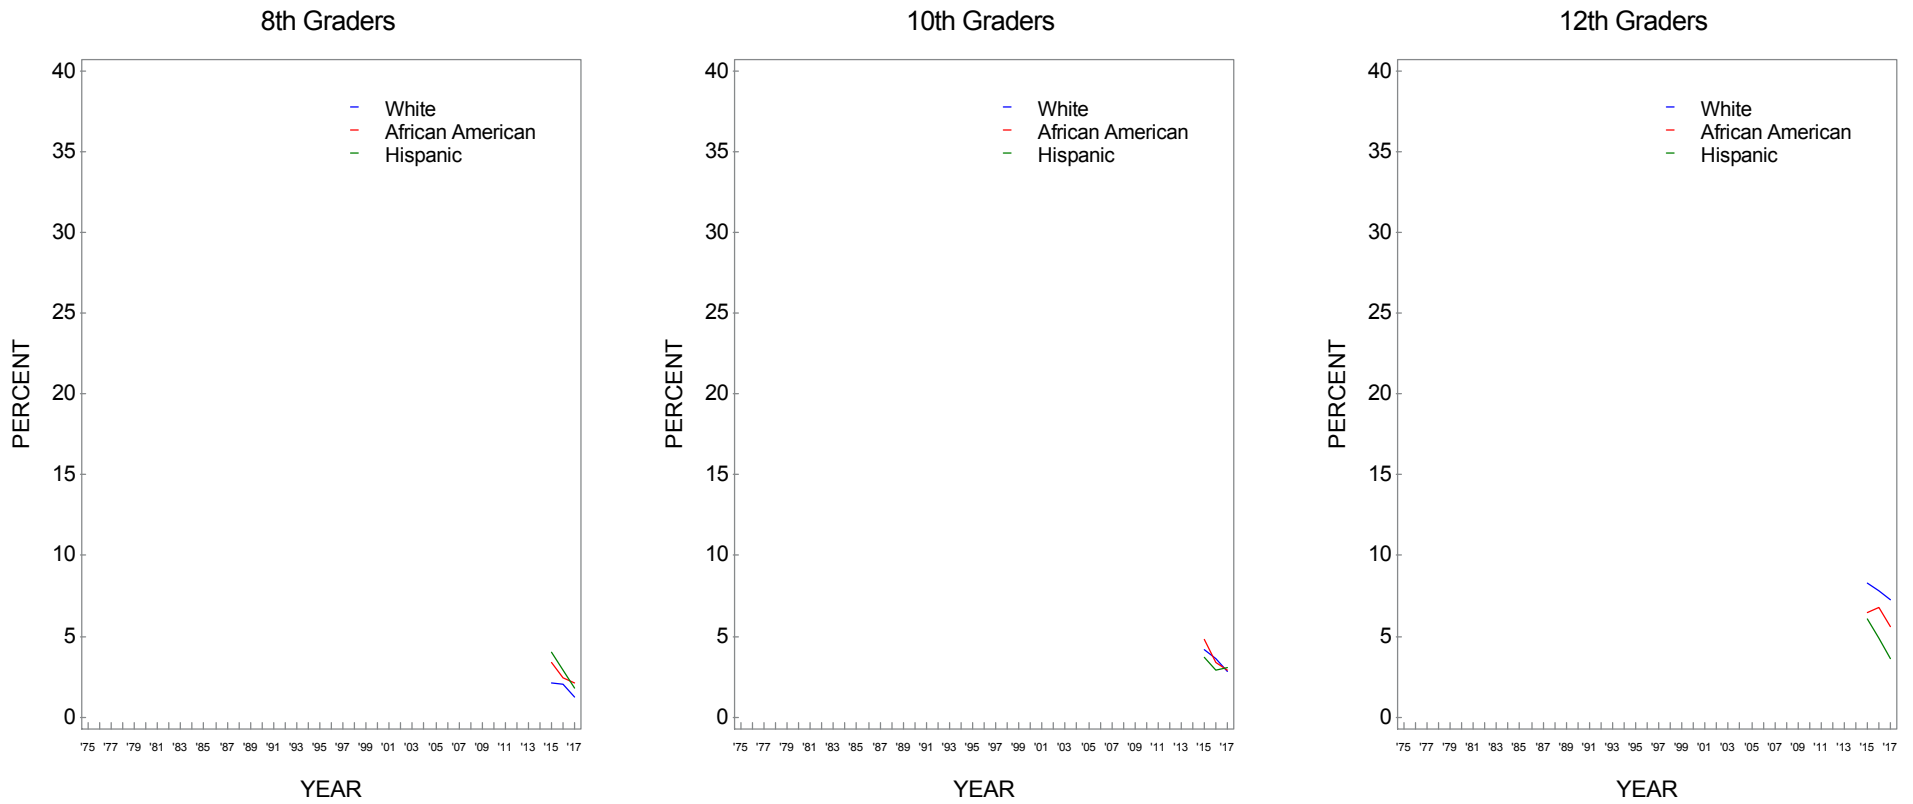 8th Graders
40
35
30
25
20
15
10
5
0
PERCENT
White
African American
Hispanic
'75 '77 '79 '81 '83 '85 '87 '89 '91 '93 '95 '97 '99 '01 '03 '05 '07 '09 '11 '13 '15 '17
YEAR
10th Graders
40
35
30
25
20
15
10
5
0
PERCENT
White
African American
Hispanic
'75 '77 '79 '81 '83 '85 '87 '89 '91 '93 '95 '97 '99 '01 '03 '05 '07 '09 '11 '13 '15 '17
YEAR
12th Graders
40
35
30
25
20
15
10
5
0
PERCENT
White
African American
Hispanic
'75 '77 '79 '81 '83 '85 '87 '89 '91 '93 '95 '97 '99 '01 '03 '05 '07 '09 '11 '13 '15 '17
YEAR